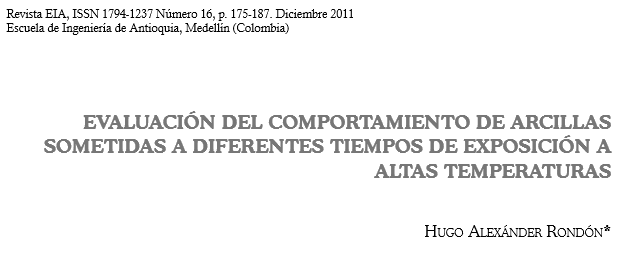 Revista EIA, ISSN 1794-1237 Número 16, p. 175-187. Diciembre 2011
Escuela de Ingeniería de Antioquia, Medellín (Colombia)
EVALUACIÓN DEL COMPORTAMIENTO DE ARCILLAS
SOMETIDAS A DIFERENTES TIEMPOS DE EXPOSICIÓN A
ALTAS TEMPERATURAS
HUGO ALEXÁNDER RONDÓN*